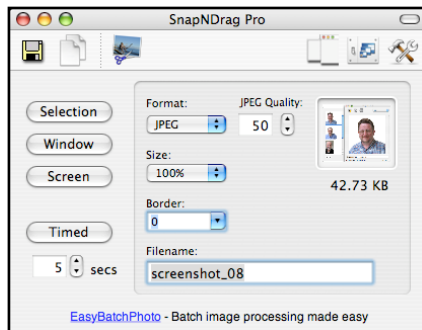 SnapNDrag Pro
Selection
Window
Screen
Timed
5 secs
Format:
JPEG
JPEG Quality:
50
Size:
100%
Border:
0
Filename:
screenshot_08
42.73 KB
EasyBatchPhoto - Batch image processing made easy